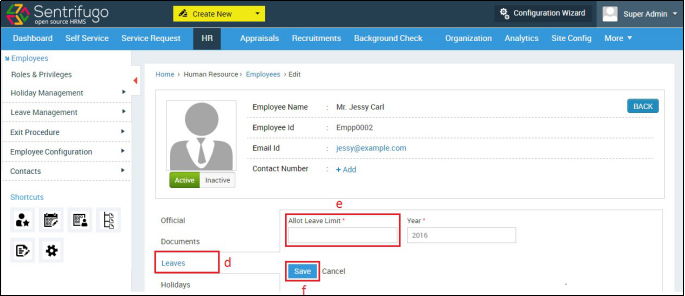 Sentrifugo
open source HRMS
Create New
Configuration Wizard
Super Admin
Dashboard Self Service Service Request HR Appraisals Recruitments Background Check Organization Analytics Site Config More
Employees
Roles & Privileges
Holiday Management
Leave Management
Exit Procedure
Employee Configuration
Contacts
Shortcuts
Home › Human Resource › Employees › Edit
BACK
Employee Name : Mr. Jessy Carl
Employee Id : Empp0002
Email Id : jessy@example.com
Contact Number : + Add
Active Inactive
Official
Documents
Leaves
Holidays
d
e
Allot Leave Limit *
Year *
2016
Save Cancel
f